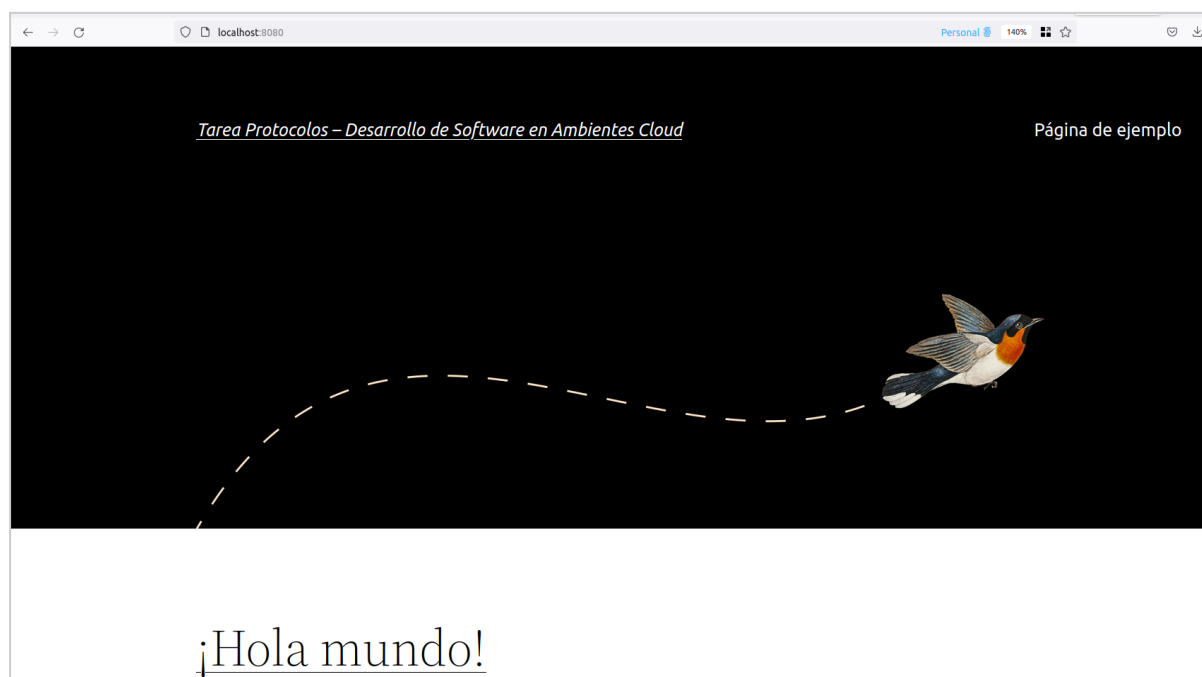 localhost:8080
Personal
140%
Tarea Protocolos – Desarrollo de Software en Ambientes Cloud
Página de ejemplo
¡Hola mundo!